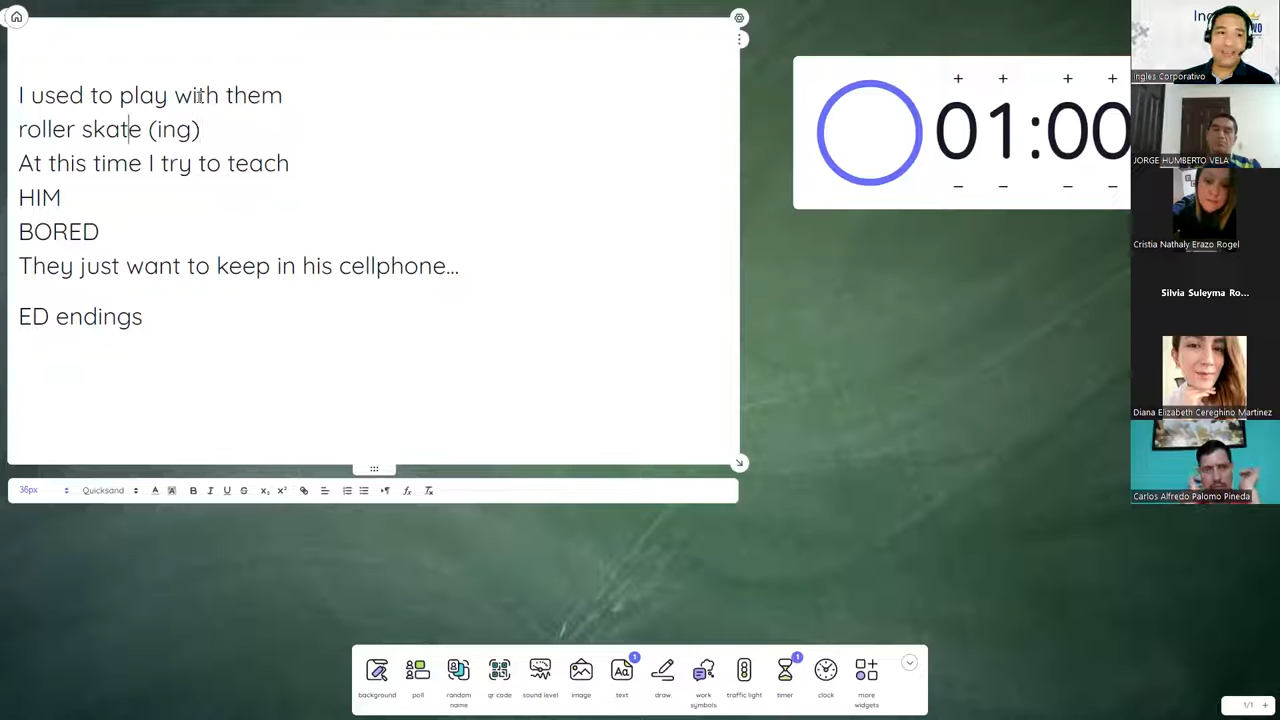 I used to play with them
roller skate (ing)
At this time I try to teach
HIM
BORED
They just want to keep in his cellphone...
ED endings
36px
Quicksand
01:00
Ingles Corporativo
JORGE HUMBERTO VELA
Cristia Nathaly Erazo Rogel
Silvia Suleyma Ro...
Diana Elizabeth Cereghino Martinez
Carlos Alfredo Palomo Pineda
background
poll
random name
qr code
sound level
image
text
1
draw
work symbols
traffic light
timer
1
clock
more widgets
1/1